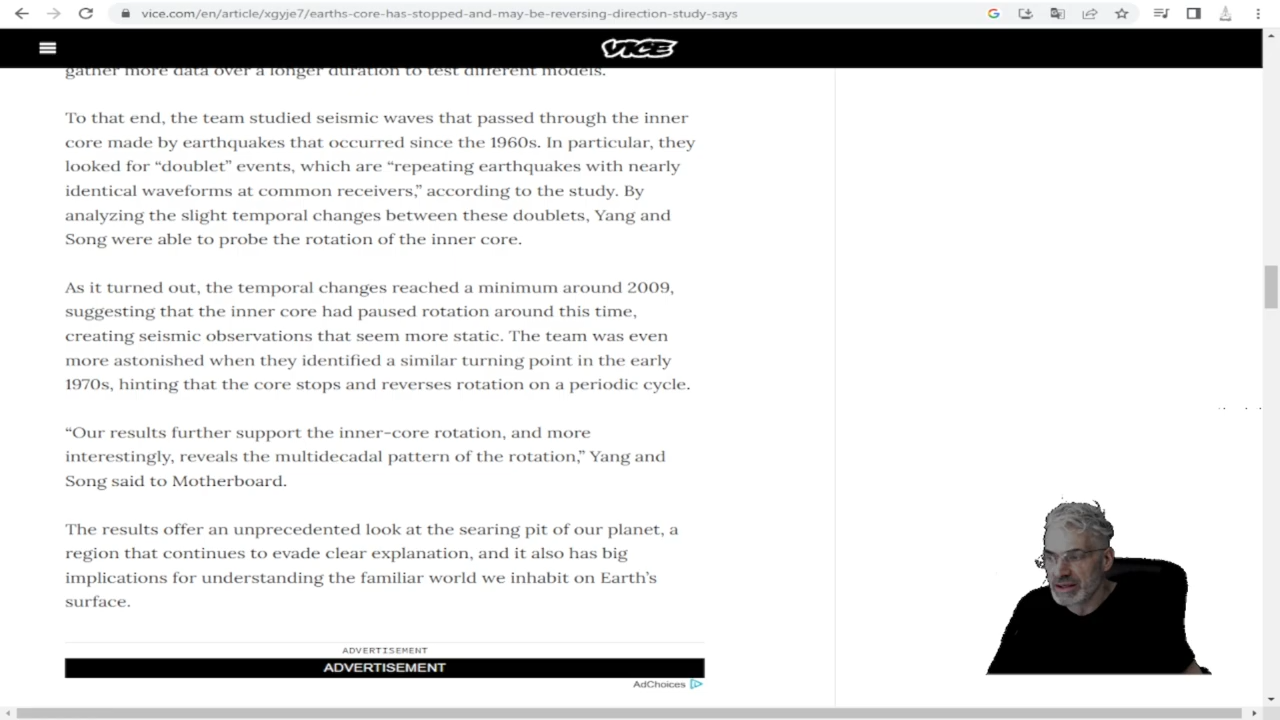 vice.com/en/article/xgyje7/earths-core-has-stopped-and-may-be-reversing-direction-study-says
VICE
gather more data over a longer duration to test different models.
To that end, the team studied seismic waves that passed through the inner
core made by earthquakes that occurred since the 1960s. In particular, they
looked for “doublet” events, which are “repeating earthquakes with nearly
identical waveforms at common receivers,” according to the study. By
analyzing the slight temporal changes between these doublets, Yang and
Song were able to probe the rotation of the inner core.
As it turned out, the temporal changes reached a minimum around 2009,
suggesting that the inner core had paused rotation around this time,
creating seismic observations that seem more static. The team was even
more astonished when they identified a similar turning point in the early
1970s, hinting that the core stops and reverses rotation on a periodic cycle.
“Our results further support the inner-core rotation, and more
interestingly, reveals the multidecadal pattern of the rotation,” Yang and
Song said to Motherboard.
The results offer an unprecedented look at the searing pit of our planet, a
region that continues to evade clear explanation, and it also has big
implications for understanding the familiar world we inhabit on Earth’s
surface.
ADVERTISEMENT
ADVERTISEMENT
AdChoices